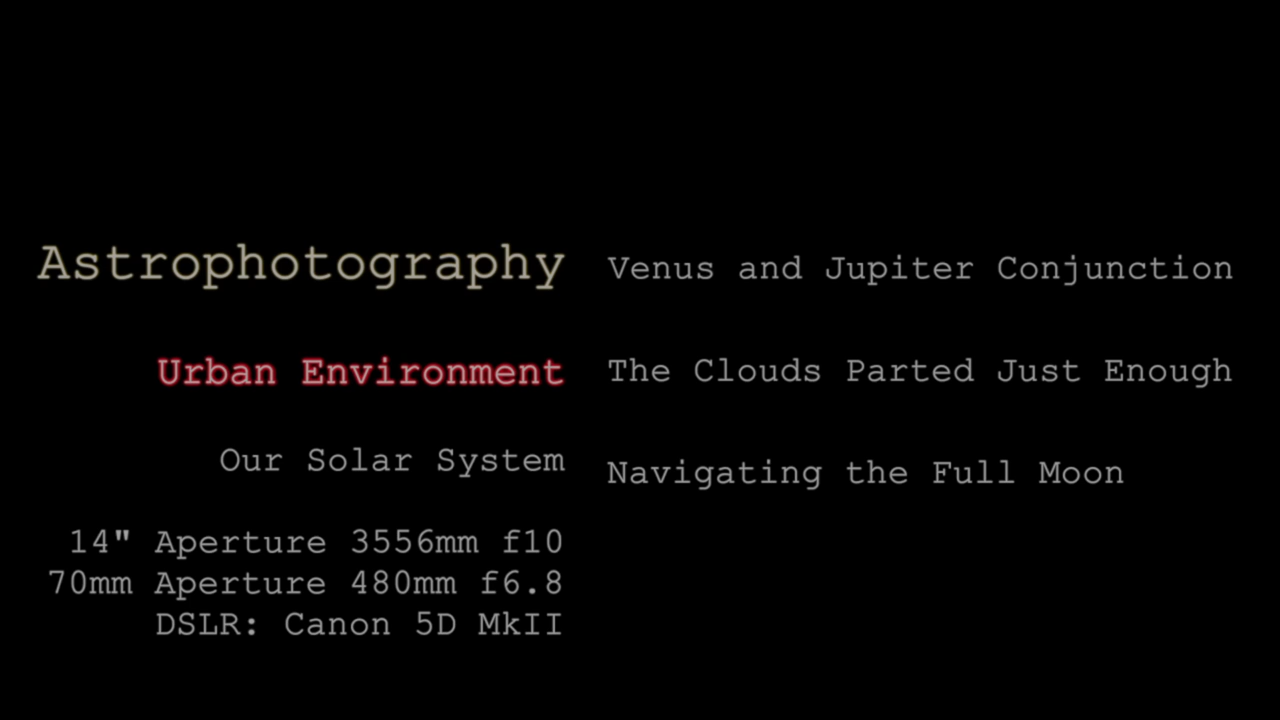 Astrophotography
Urban Environment
Our Solar System
14" Aperture 3556mm f10
70mm Aperture 480mm f6.8
DSLR: Canon 5D MkII
Venus and Jupiter Conjunction
The Clouds Parted Just Enough
Navigating the Full Moon